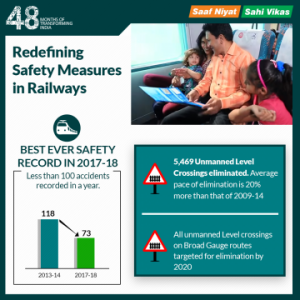 48 MONTHS OF
TRANSFORMING
INDIA
Saaf Niyat Sahi Vikas
Redefining
Safety Measures
in Railways
BEST EVER SAFETY
RECORD IN 2017-18
Less than 100 accidents
recorded in a year.
118
73
2013-14 2017-18
5,469 Unmanned Level
Crossings eliminated. Average
pace of elimination is 20%
more than that of 2009-14
All unmanned Level crossings
on Broad Gauge routes
targeted for elimination by
2020